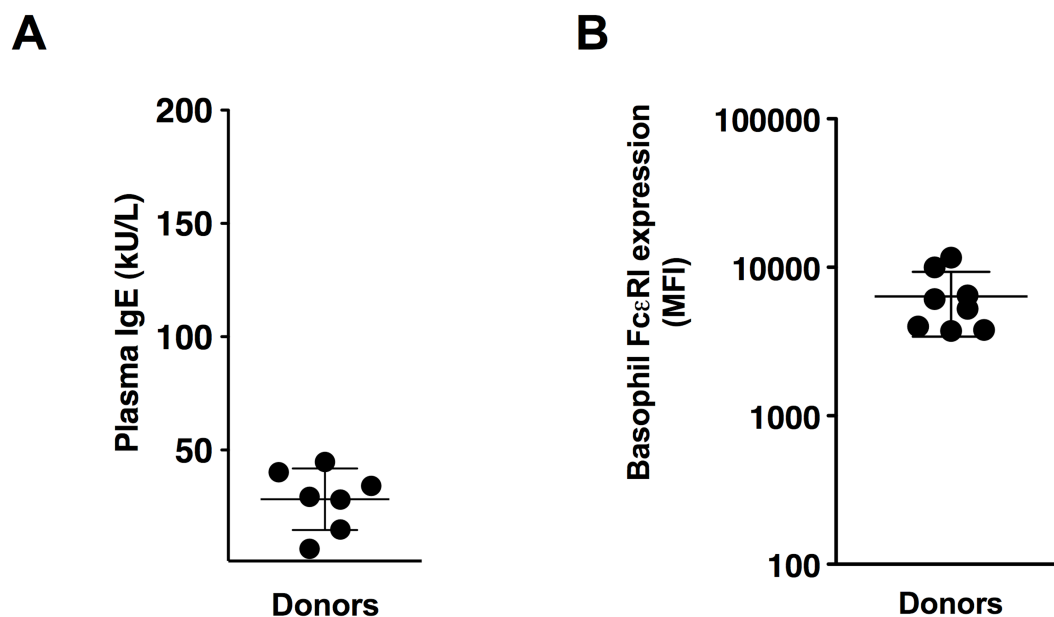 A
B
Plasma IgE (kU/L)
200
150
100
50
Donors
Basophil FcεRI expression
(MFI)
100000
10000
1000
100
Donors